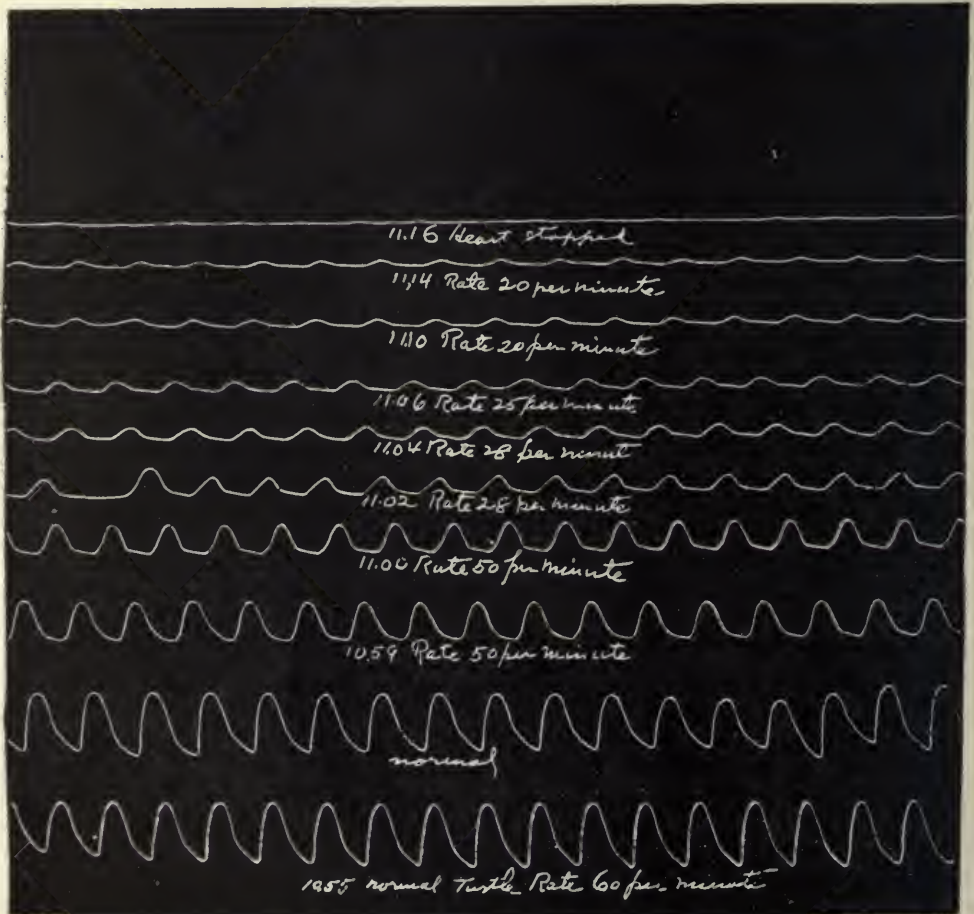 11.16 Heart stopped
11,14 Rate 20 per minute
11.10 Rate 20 per minute
11.06 Rate 25 per minute
11.04 Rate 28 per minut
11.02 Rate 28 per minute
11.00 Rate 50 per minute
10.59 Rate 50 per minute
normal
10.55 normal Turtle Rate 60 per minute